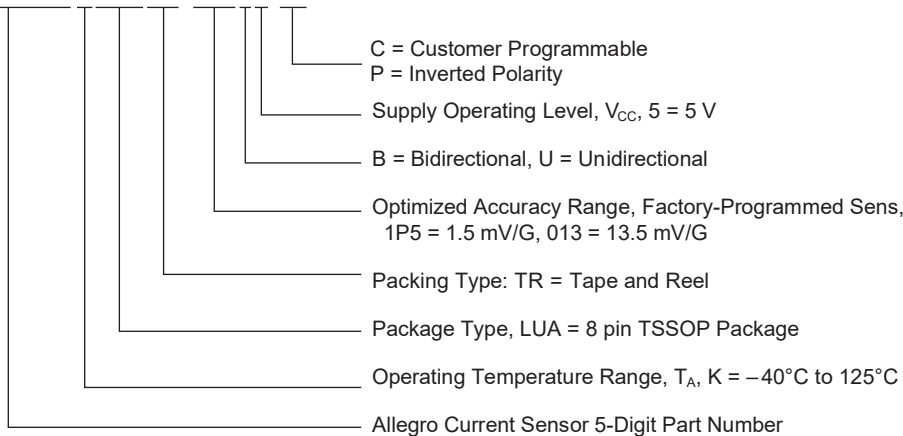 C = Customer Programmable
P = Inverted Polarity
Supply Operating Level, VCC, 5 = 5 V
B = Bidirectional, U = Unidirectional
Optimized Accuracy Range, Factory-Programmed Sens,
1P5 = 1.5 mV/G, 013 = 13.5 mV/G
Packing Type: TR = Tape and Reel
Package Type, LUA = 8 pin TSSOP Package
Operating Temperature Range, TA, K = –40°C to 125°C
Allegro Current Sensor 5-Digit Part Number